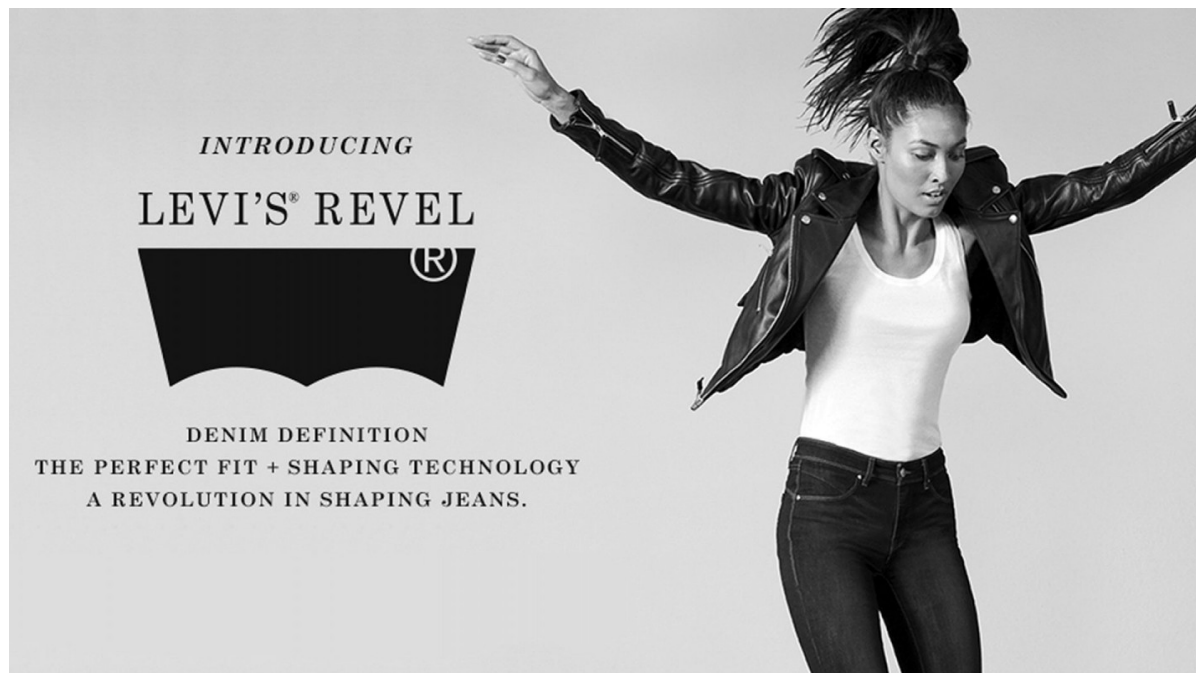 INTRODUCING
LEVI'S® REVEL
®
DENIM DEFINITION
THE PERFECT FIT + SHAPING TECHNOLOGY
A REVOLUTION IN SHAPING JEANS.